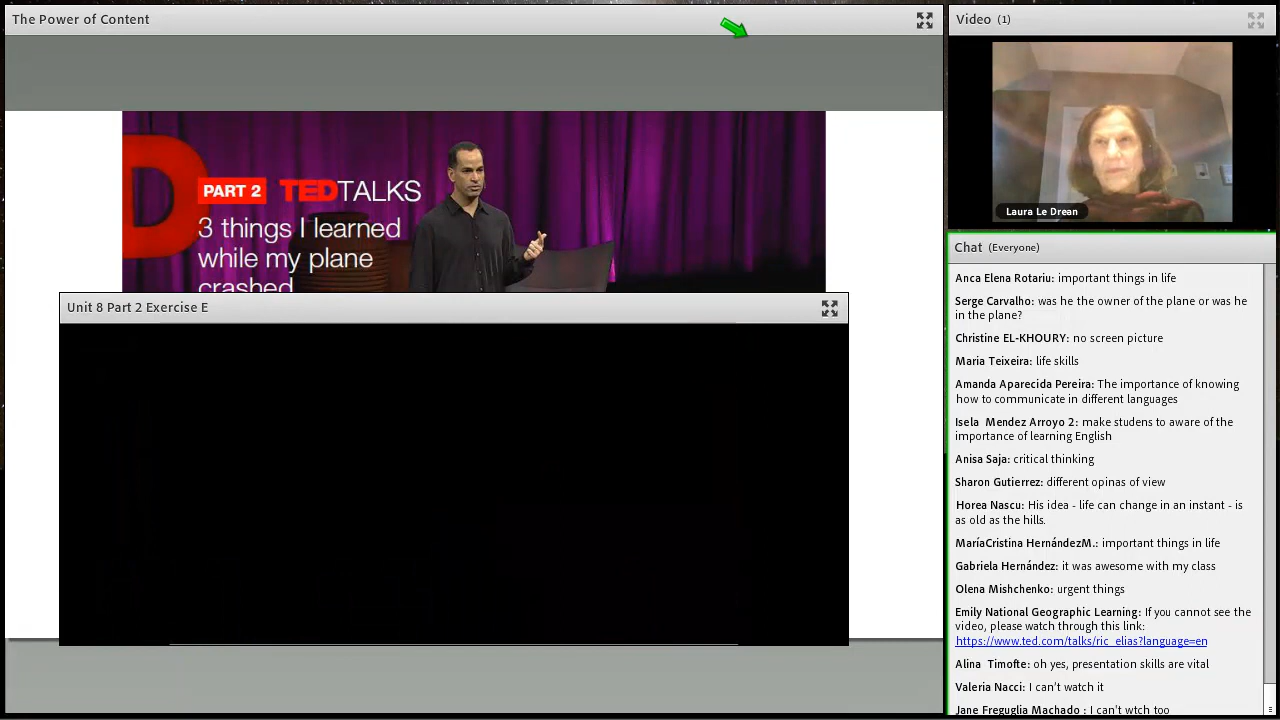 The Power of Content
PART 2 TEDTALKS
3 things I learned
while my plane
crashed
Unit 8 Part 2 Exercise E
Video (1)
Laura Le Drean
Chat (Everyone)
Anca Elena Rotariu: important things in life
Serge Carvalho: was he the owner of the plane or was he
in the plane?
Christine EL-KHOURY: no screen picture
Maria Teixeira: life skills
Amanda Aparecida Pereira: The importance of knowing
how to communicate in different languages
Isela Mendez Arroyo 2: make studens to aware of the
importance of learning English
Anisa Saja: critical thinking
Sharon Gutierrez: different opinas of view
Horea Nascu: His idea - life can change in an instant - is
as old as the hills.
MaríaCristina HernándezM.: important things in life
Gabriela Hernández: it was awesome with my class
Olena Mishchenko: urgent things
Emily National Geographic Learning: If you cannot see the
video, please watch through this link:
https://www.ted.com/talks/ric_elias?language=en
Alina Timofte: oh yes, presentation skills are vital
Valeria Nacci: I can't watch it
Jane Freguglia Machado : I can't wtch too